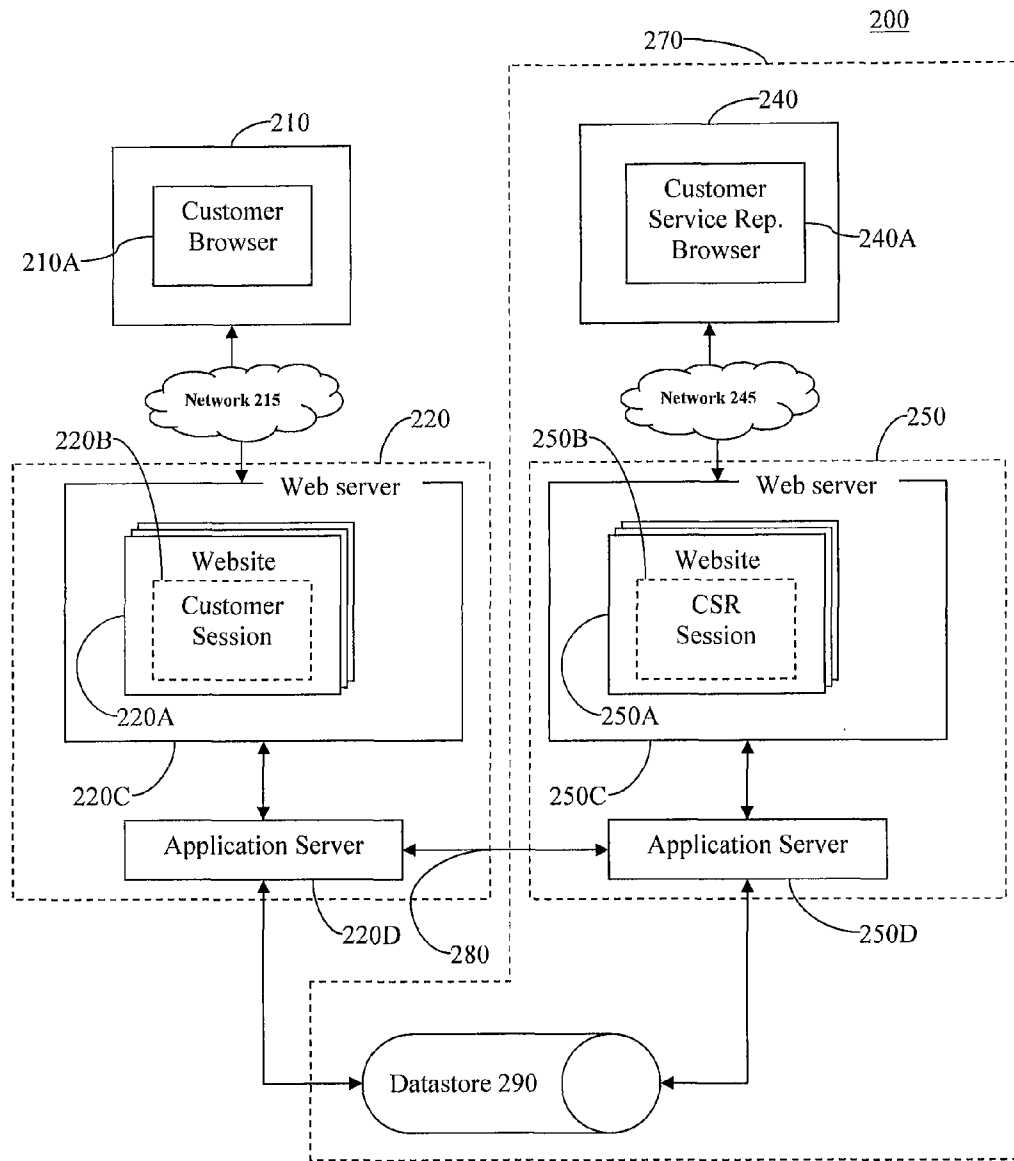 200
270
210
240
Customer
Browser
210A
Customer
Service Rep.
Browser
240A
Network 215
Network 245
220B
220
250B
250
Web server
Web server
Website
Customer
Session
Website
CSR
Session
220A
250A
220C
250C
Application Server
Application Server
220D
280
250D
Datastore 290